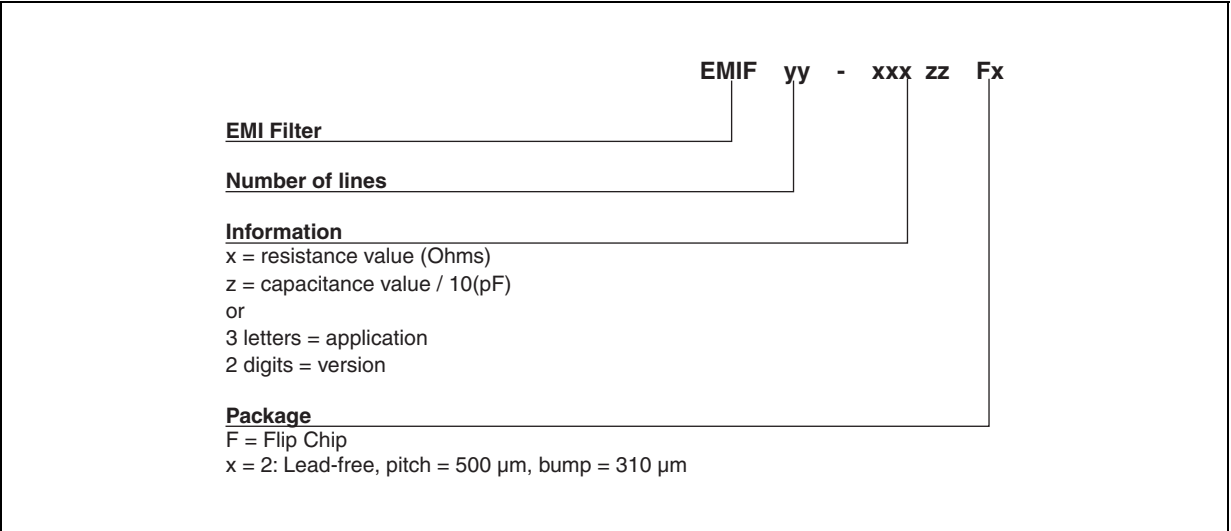 EMIF yy - xxx zz Fx
EMI Filter
Number of lines
Information
x = resistance value (Ohms)
z = capacitance value / 10(pF)
or
3 letters = application
2 digits = version
Package
F = Flip Chip
x = 2: Lead-free, pitch = 500 µm, bump = 310 µm